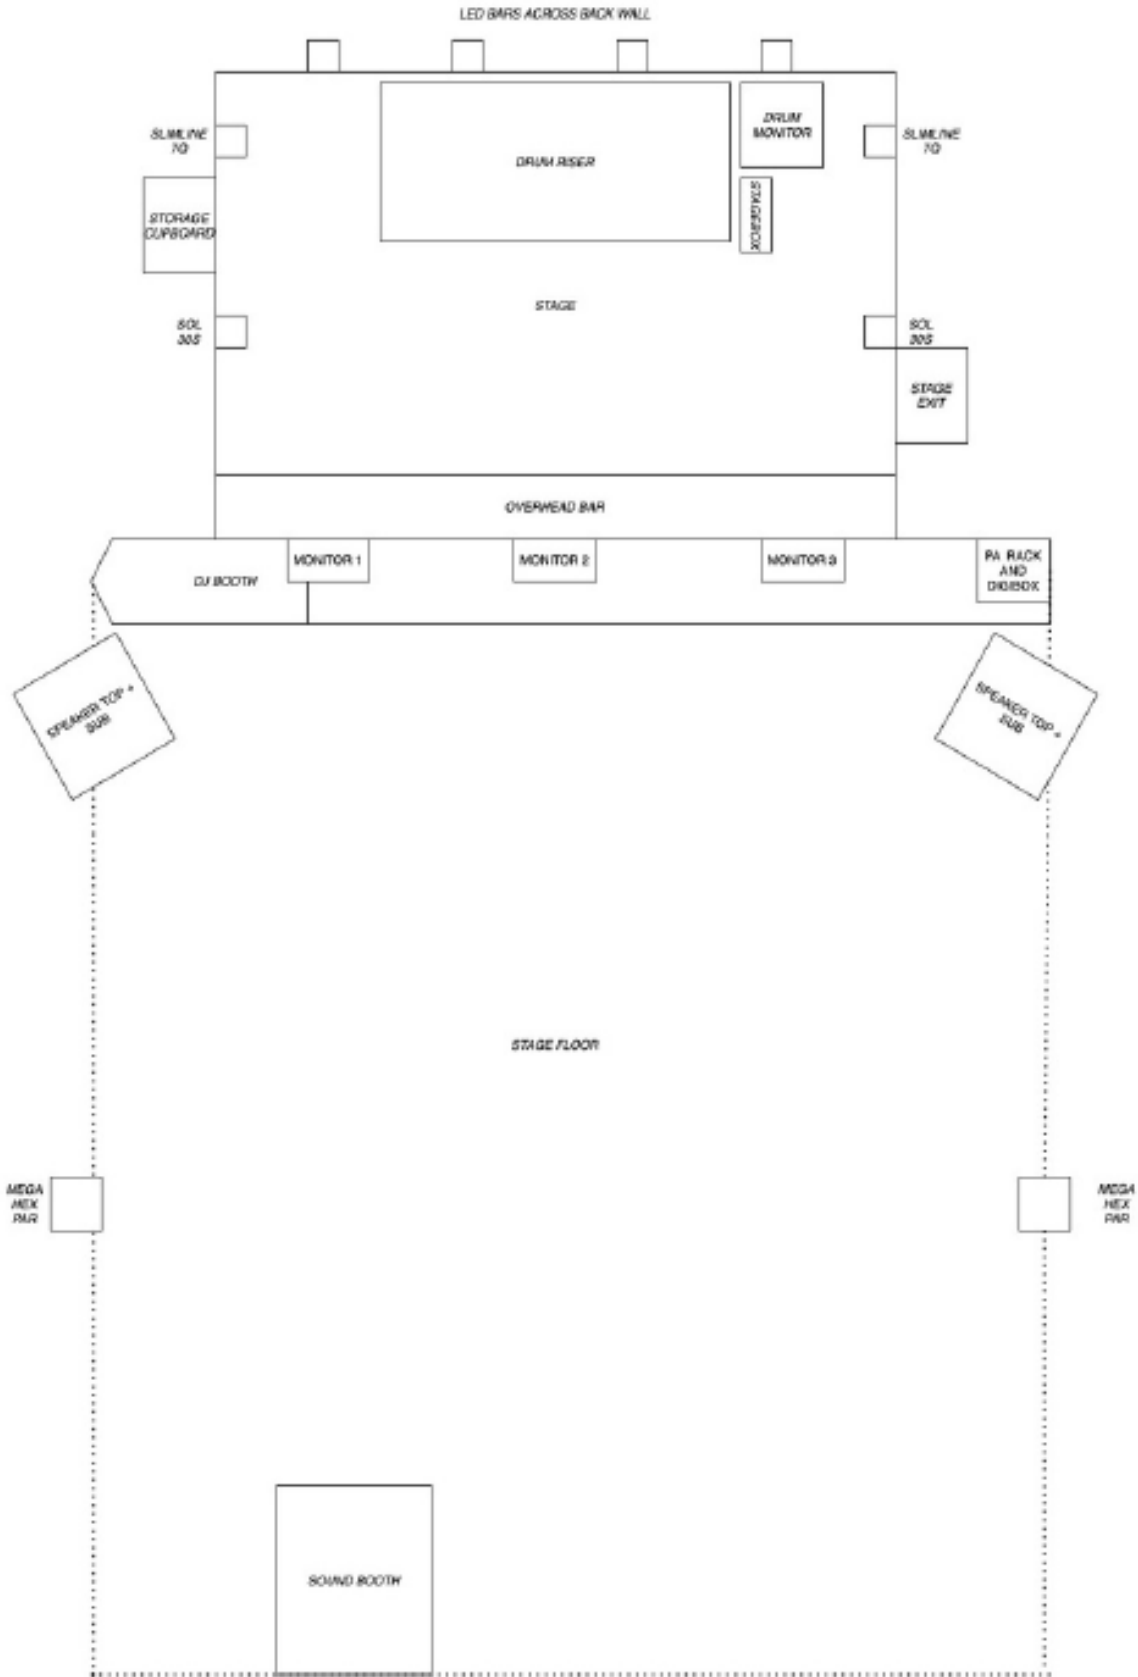 LED BARS ACROSS BACK WALL
SLIMLINE
7Q
DRUM RISER
DRUM
MONITOR
SLIMLINE
7Q
STORAGE
CUPBOARD
STAGEBOX
STAGE
SOL
30S
SOL
30S
STAGE
EXIT
OVERHEAD BAR
DJ BOOTH
MONITOR 1
MONITOR 2
MONITOR 3
PA RACK
AND
DIGIBOX
SPEAKER TOP +
SUB
SPEAKER TOP +
SUB
STAGE FLOOR
MEGA
HEX
PAR
MEGA
HEX
PAR
SOUND BOOTH